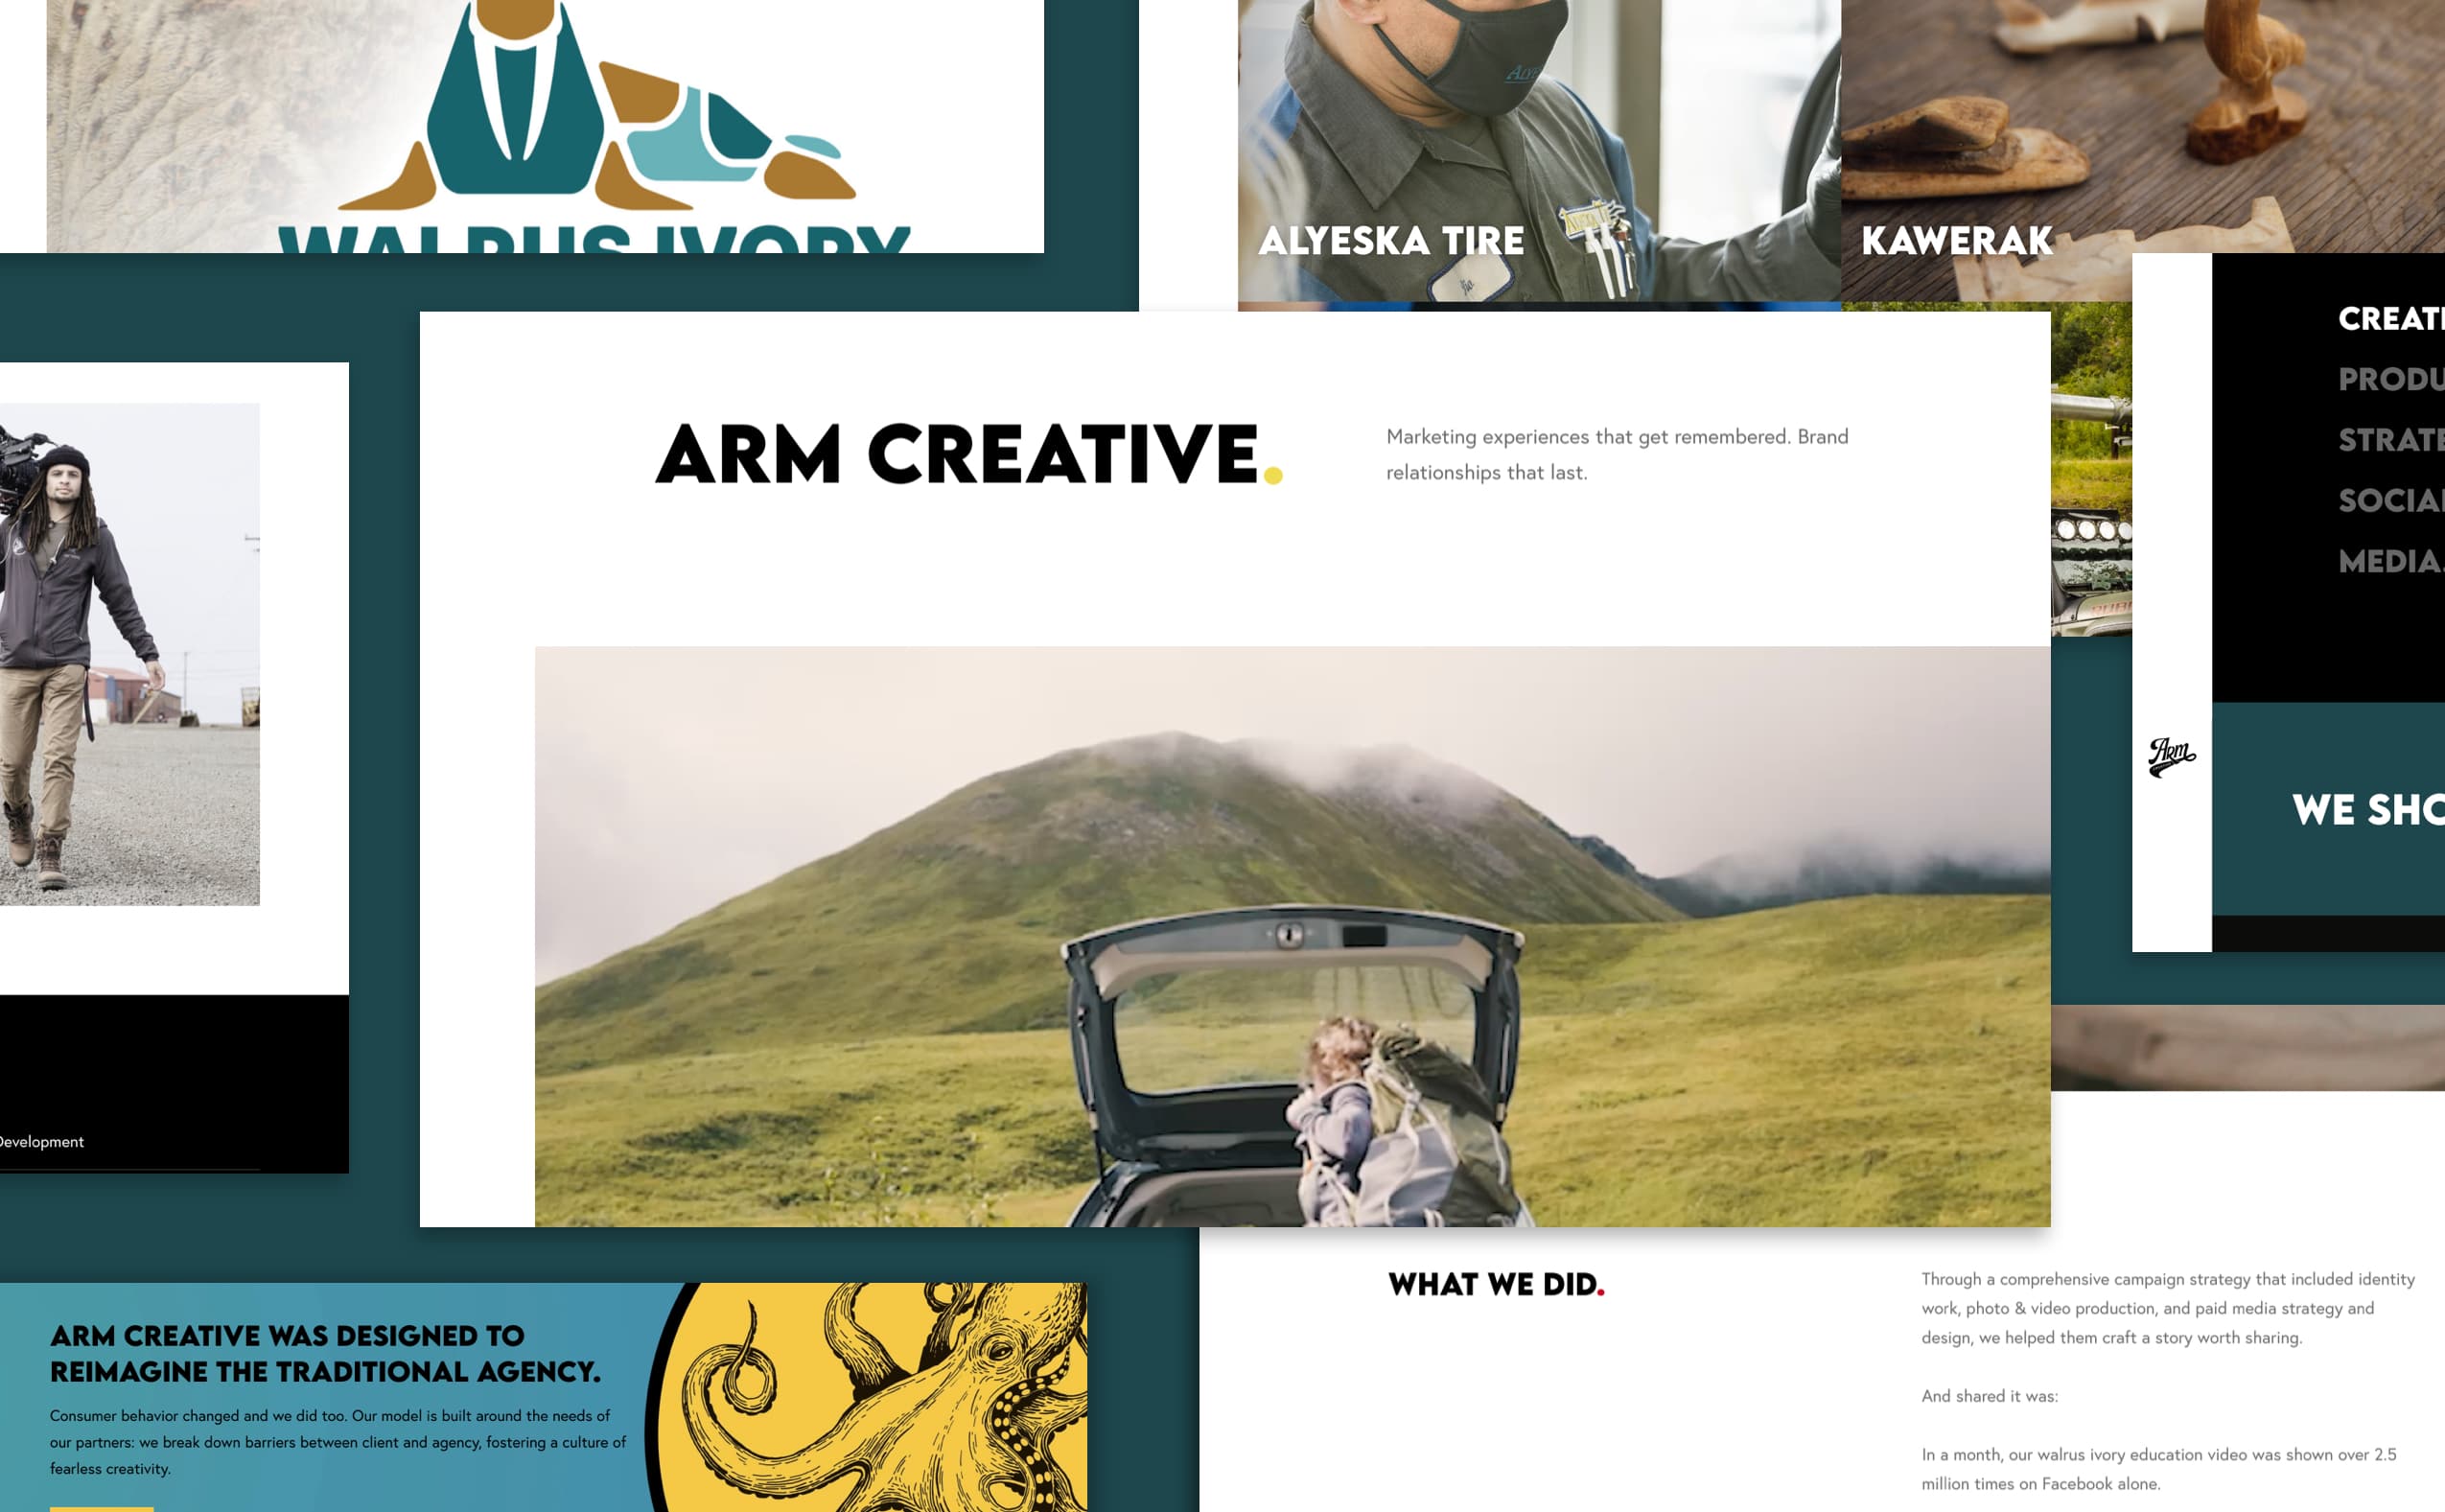 WALRUS IVORY
ALYESKA TIRE
KAWERAK
ARM CREATIVE.
Marketing experiences that get remembered. Brand
relationships that last.
CREATI
PRODU
STRATE
SOCIAL
MEDIA.
Arm
WE SHO
Development
ARM CREATIVE WAS DESIGNED TO
REIMAGINE THE TRADITIONAL AGENCY.
Consumer behavior changed and we did too. Our model is built around the needs of
our partners: we break down barriers between client and agency, fostering a culture of
fearless creativity.
WHAT WE DID.
Through a comprehensive campaign strategy that included identity
work, photo & video production, and paid media strategy and
design, we helped them craft a story worth sharing.
And shared it was:
In a month, our walrus ivory education video was shown over 2.5
million times on Facebook alone.